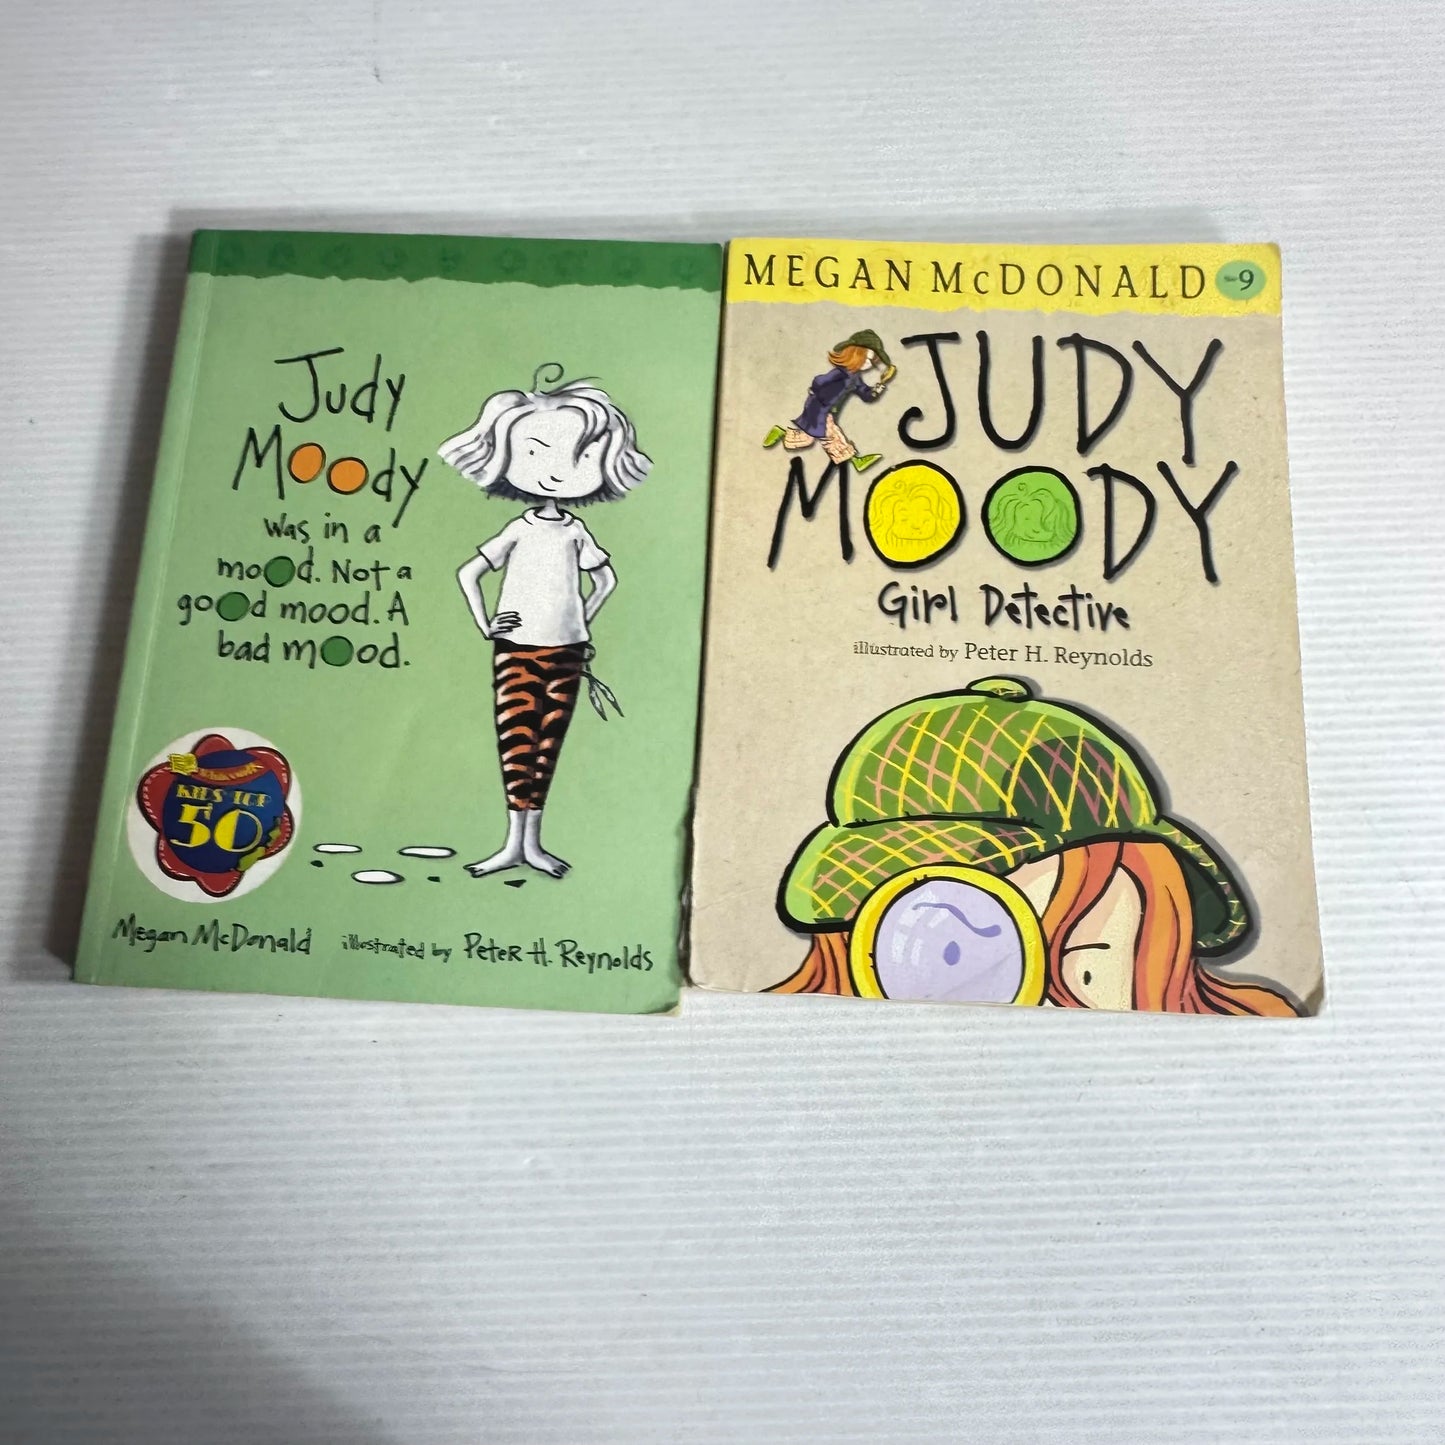 Judy
Moody
Was in a
mood. Not a
good mood. A
bad mood.
KIDS TOP
50
Megan McDonald illustrated by Peter H. Reynolds
MEGAN McDONALD 9
JUDY
MOODY
Girl Detective
illustrated by Peter H. Reynolds